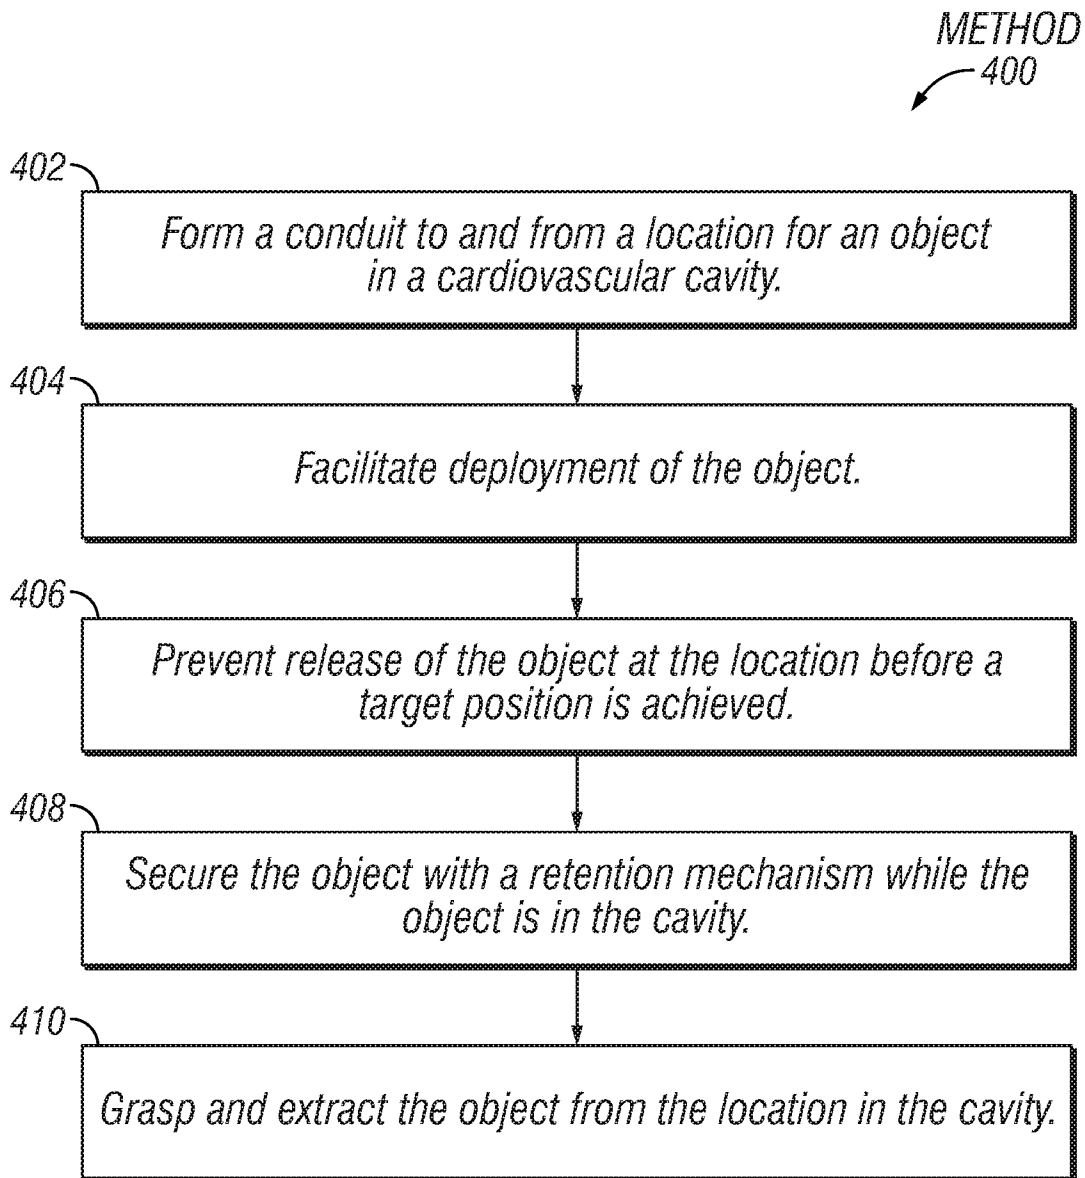 METHOD
400
402
Form a conduit to and from a location for an object
in a cardiovascular cavity.
404
Facilitate deployment of the object.
406
Prevent release of the object at the location before a
target position is achieved.
408
Secure the object with a retention mechanism while the
object is in the cavity.
410
Grasp and extract the object from the location in the cavity.